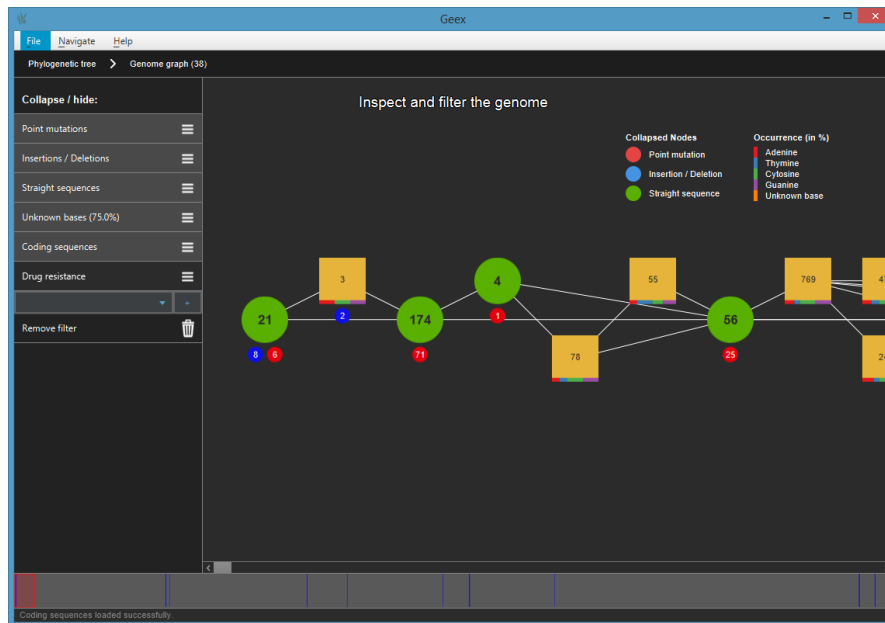 Geex
File Navigate Help
Phylogenetic tree Genome graph (38)
Collapse / hide:
Point mutations
Insertions / Deletions
Straight sequences
Unknown bases (75.0%)
Coding sequences
Drug resistance
+
Remove filter
Inspect and filter the genome
Collapsed Nodes
Point mutation
Insertion / Deletion
Straight sequence
Occurrence (in %)
Adenine
Thymine
Cytosine
Guanine
Unknown base
3 4 55 769
21 2 174 1 56
8 6 71 78 25
Coding sequences loaded successfully.